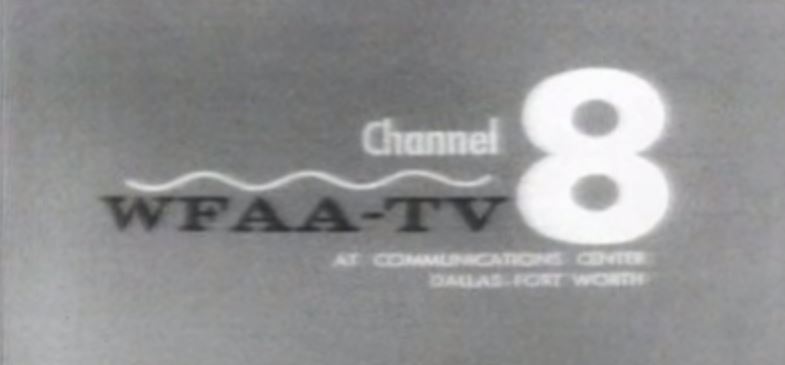 Channel 8
WFAA-TV
AT COMMUNICATIONS CENTER
DALLAS-FORT WORTH